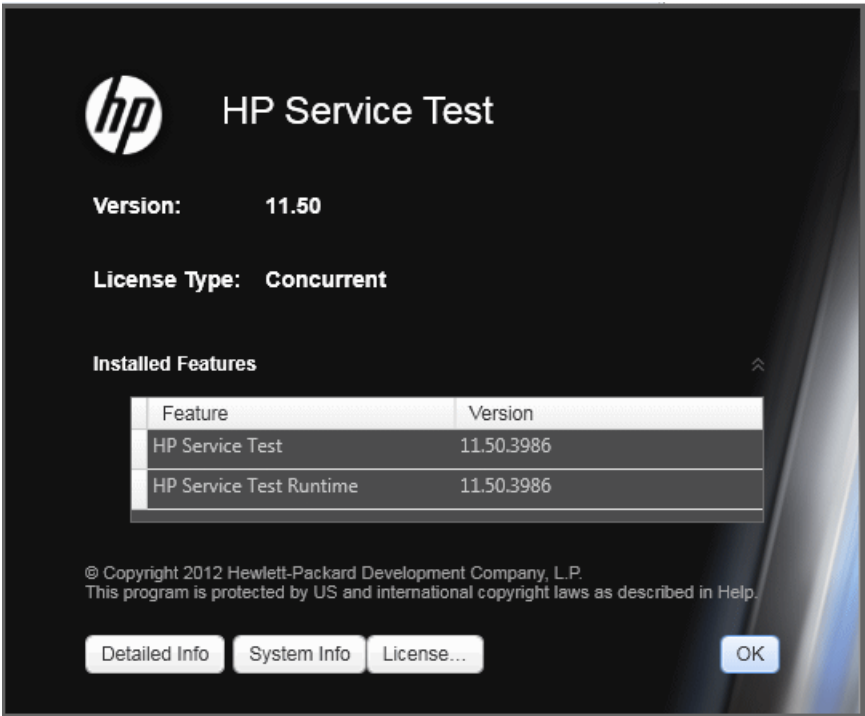 hp
HP Service Test
Version: 11.50
License Type: Concurrent
Installed Features
Feature Version
HP Service Test 11.50.3986
HP Service Test Runtime 11.50.3986
© Copyright 2012 Hewlett-Packard Development Company, L.P.
This program is protected by US and international copyright laws as described in Help.
Detailed Info System Info License... OK